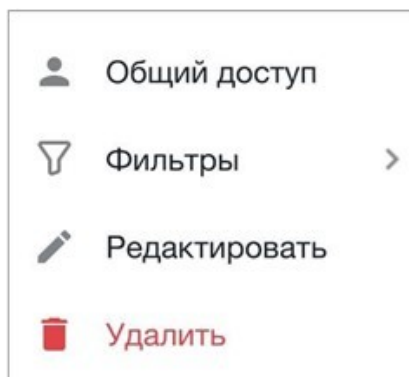 Общий доступ
Фильтры
Редактировать
Удалить